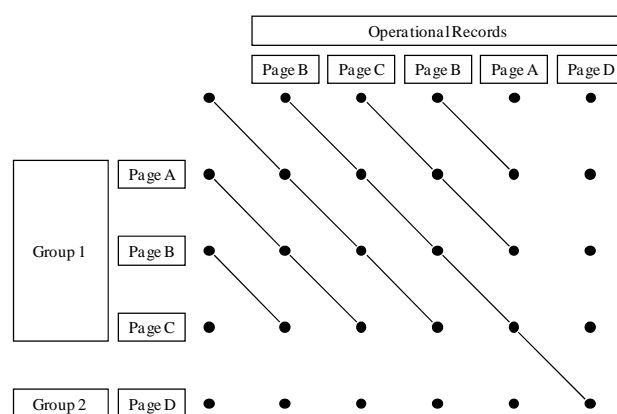 Operational Records
Page B Page C Page B Page A Page D
Page A
Group 1 Page B
Page C
Group 2 Page D